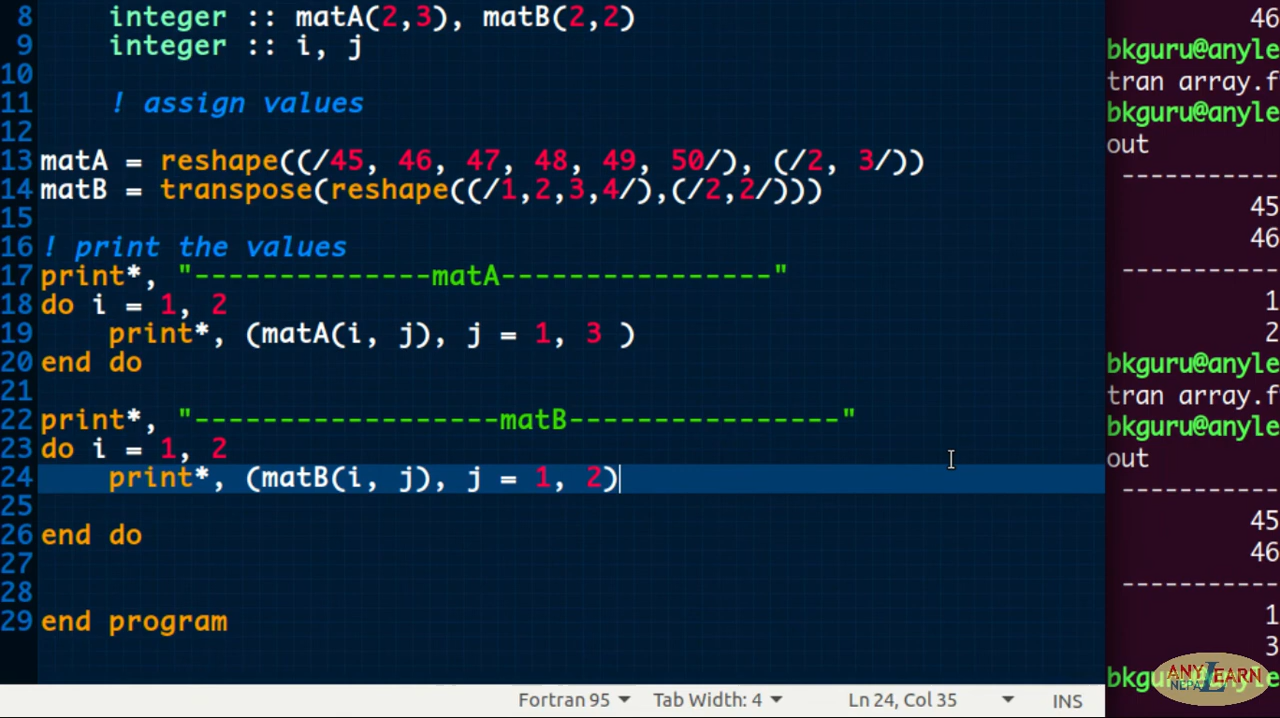 8 integer :: matA(2,3), matB(2,2)
9 integer :: i, j
10
11 ! assign values
12
13 matA = reshape((/45, 46, 47, 48, 49, 50/), (/2, 3/))
14 matB = transpose(reshape((/1,2,3,4/),(/2,2/)))
15
16 ! print the values
17 print*, "--------------matA----------------"
18 do i = 1, 2
19 print*, (matA(i, j), j = 1, 3 )
20 end do
21
22 print*, "------------------matB----------------"
23 do i = 1, 2
24 print*, (matB(i, j), j = 1, 2)
25
26 end do
27
28
29 end program
Fortran 95 Tab Width: 4 Ln 24, Col 35 INS
46
bkguru@anyle
tran array.f
bkguru@anyle
out
-----------
45
46
-----------
1
2
bkguru@anyle
tran array.f
bkguru@anyle
out
-----------
45
46
-----------
1
3
ANY LEARN
NEPAL